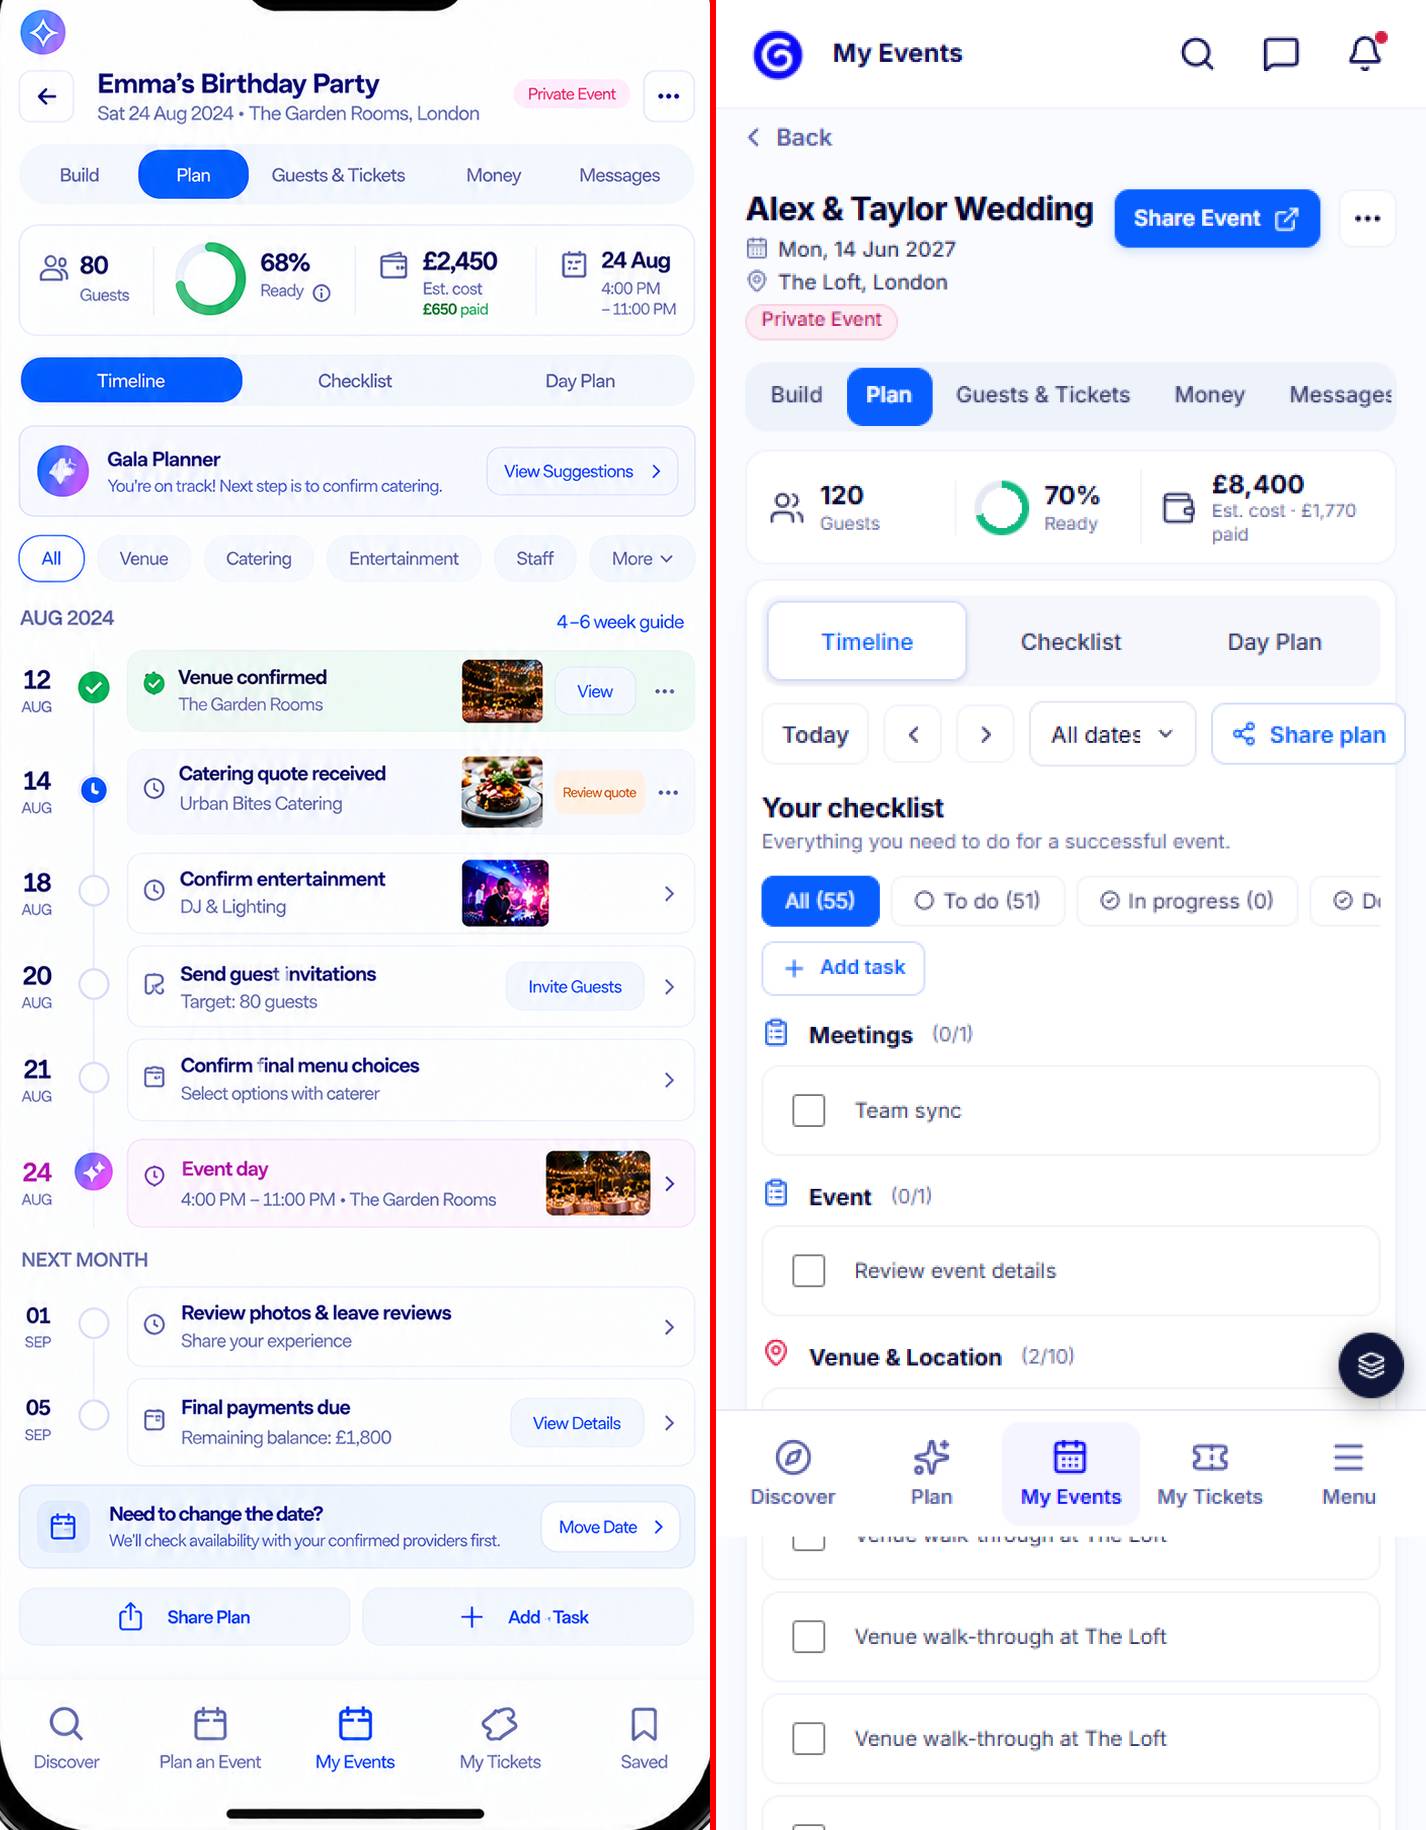 Emma's Birthday Party
Sat 24 Aug 2024 • The Garden Rooms, London
Private Event
Build
Plan
Guests & Tickets
Money
Messages
80
Guests
68%
Ready
£2,450
Est. cost
£650 paid
24 Aug
4:00 PM
– 11:00 PM
Timeline
Checklist
Day Plan
Gala Planner
You're on track! Next step is to confirm catering.
View Suggestions
All
Venue
Catering
Entertainment
Staff
More
AUG 2024
4–6 week guide
12
AUG
Venue confirmed
The Garden Rooms
View
14
AUG
Catering quote received
Urban Bites Catering
Review quote
18
AUG
Confirm entertainment
DJ & Lighting
20
AUG
Send guest invitations
Target: 80 guests
Invite Guests
21
AUG
Confirm final menu choices
Select options with caterer
24
AUG
Event day
4:00 PM – 11:00 PM • The Garden Rooms
NEXT MONTH
01
SEP
Review photos & leave reviews
Share your experience
05
SEP
Final payments due
Remaining balance: £1,800
View Details
Need to change the date?
We'll check availability with your confirmed providers first.
Move Date
Share Plan
Add Task
Discover
Plan an Event
My Events
My Tickets
Saved
My Events
Back
Alex & Taylor Wedding
Share Event
Mon, 14 Jun 2027
The Loft, London
Private Event
Build
Plan
Guests & Tickets
Money
Messages
120
Guests
70%
Ready
£8,400
Est. cost · £1,770
paid
Timeline
Checklist
Day Plan
Today
All dates
Share plan
Your checklist
Everything you need to do for a successful event.
All (55)
To do (51)
In progress (0)
Add task
Meetings (0/1)
Team sync
Event (0/1)
Review event details
Venue & Location (2/10)
Discover
Plan
My Events
My Tickets
Menu
Venue walk-through at The Loft
Venue walk-through at The Loft
Venue walk-through at The Loft